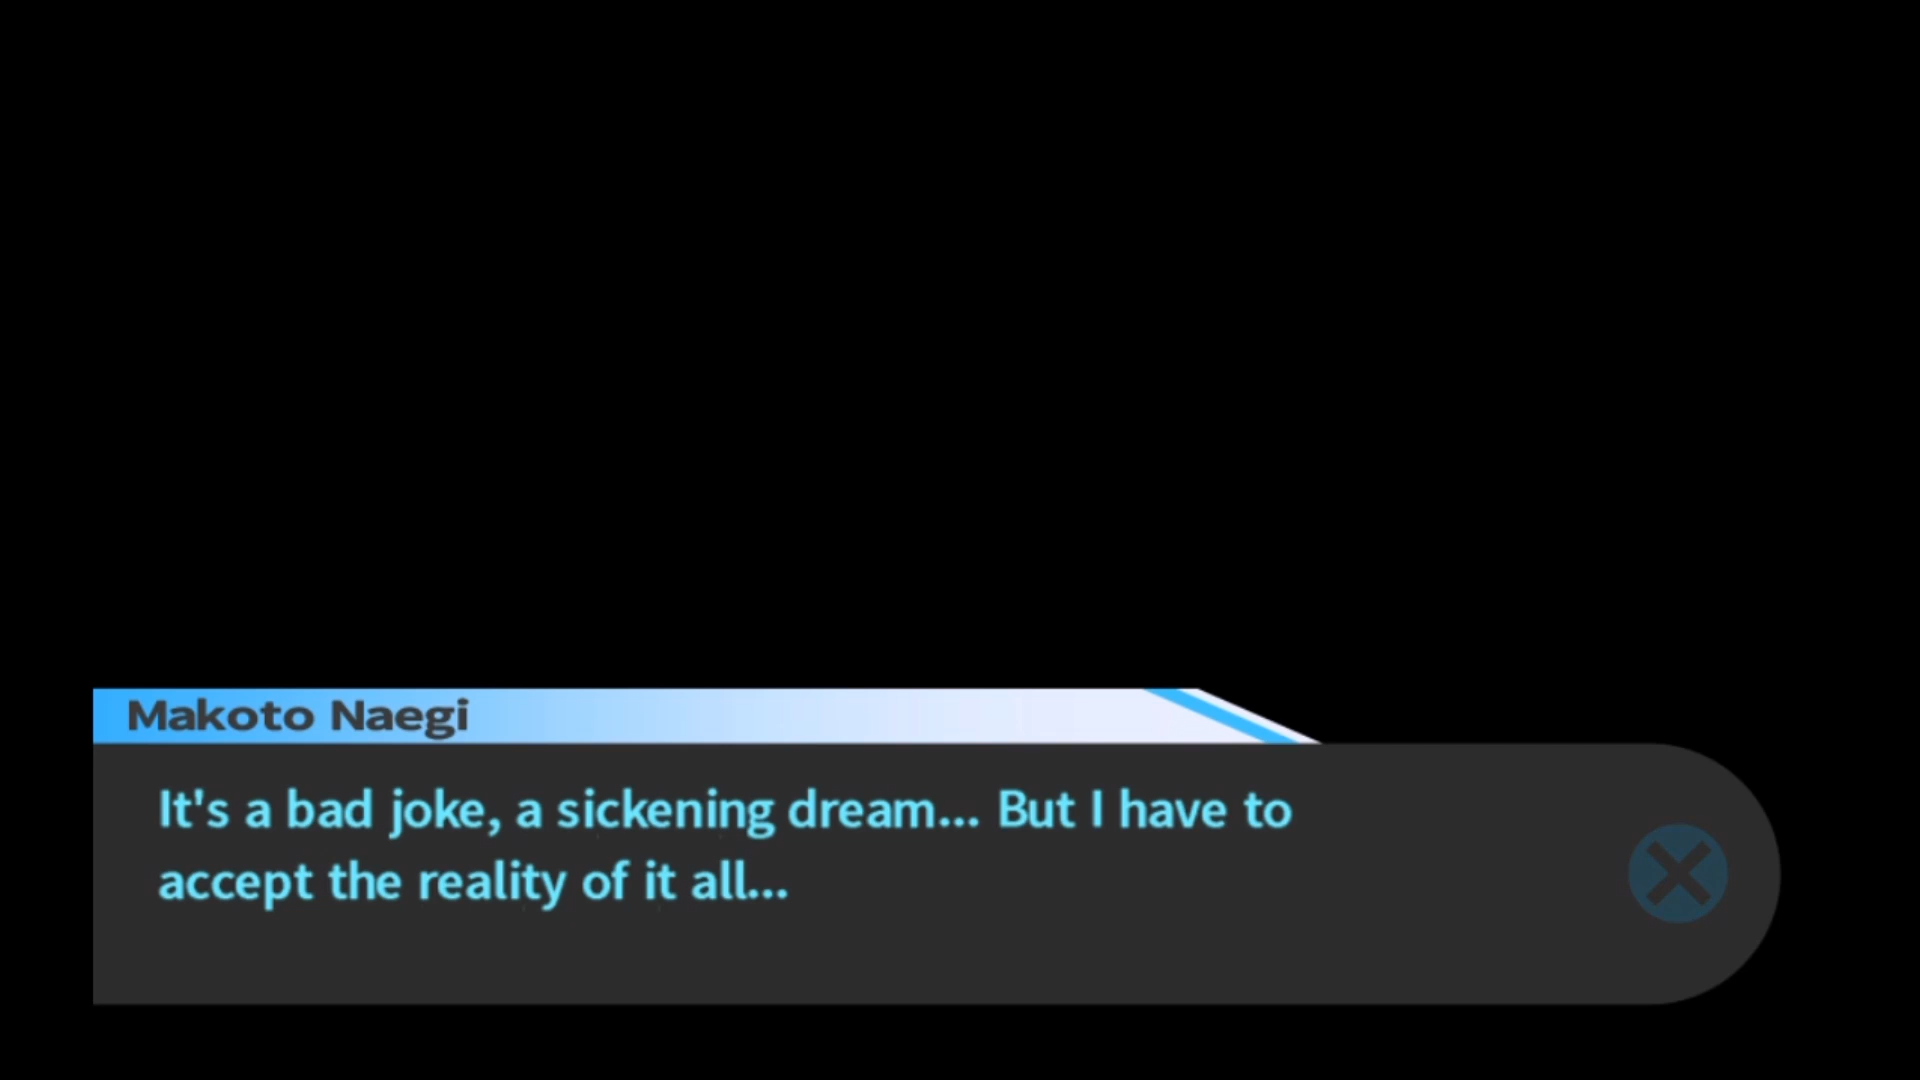 Makoto Naegi
It's a bad joke, a sickening dream... But I have to
accept the reality of it all...